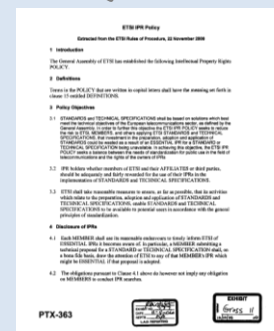 ETSI IPR Policy
Extracted from the ETSI Rules of Procedure, 22 November 2000
1 Introduction
The General Assembly of ETSI has established the following Intellectual Property Rights
POLICY.
2 Definitions
Terms in the POLICY which are written in capital letters shall have the meaning set forth in
clause 15 entitled DEFINITIONS.
3 Policy Objectives
3.1 STANDARDS and TECHNICAL SPECIFICATIONS shall be based on solutions which best
meet the technical objectives of the European telecommunications sector, as defined by the
General Assembly. In order to further this objective the ETSI IPR POLICY seeks to reduce
the risk to ETSI, MEMBERS, and others applying ETSI STANDARDS and TECHNICAL
SPECIFICATIONS, that investment in the preparation, adoption and application of
STANDARDS could be wasted as a result of an ESSENTIAL IPR for a STANDARD or
TECHNICAL SPECIFICATION being unavailable. In achieving this objective, the ETSI IPR
POLICY seeks a balance between the needs of standardization for public use in the field of
telecommunications and the rights of the owners of IPRs.
3.2 IPR holders whether members of ETSI and their AFFILIATES or third parties,
should be adequately and fairly rewarded for the use of their IPRs in the
implementation of STANDARDS and TECHNICAL SPECIFICATIONS.
3.3 ETSI shall take reasonable measures to ensure, as far as possible, that its activities
which relate to the preparation, adoption and application of STANDARDS and
TECHNICAL SPECIFICATIONS, enable STANDARDS and TECHNICAL
SPECIFICATIONS to be available to potential users in accordance with the general
principles of standardization.
4 Disclosure of IPRs
4.1 Each MEMBER shall use its reasonable endeavours to timely inform ETSI of
ESSENTIAL IPRs it becomes aware of. In particular, a MEMBER submitting a
technical proposal for a STANDARD or TECHNICAL SPECIFICATION shall, on
a bona fide basis, draw the attention of ETSI to any of that MEMBER's IPR which
might be ESSENTIAL if that proposal is adopted.
4.2 The obligations pursuant to Clause 4.1 above do however not imply any obligation
on MEMBERS to conduct IPR searches.
PTX-363
EXHIBIT
Gross 11